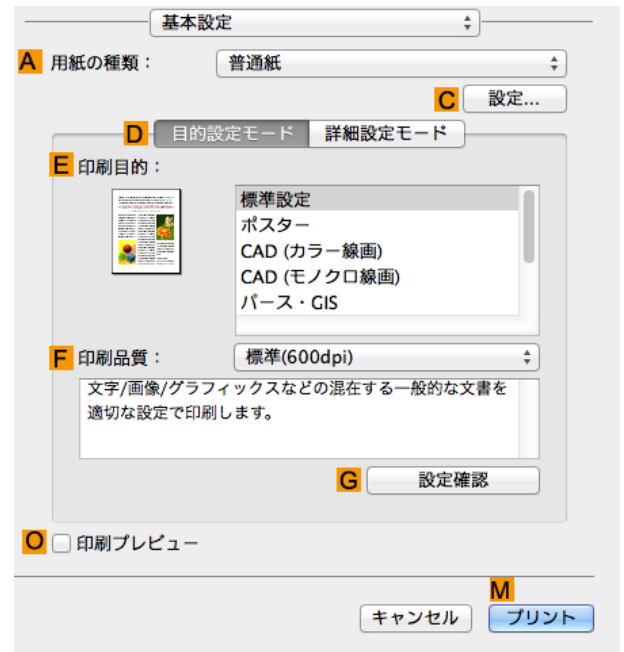 基本設定
A 用紙の種類： 普通紙
C 設定...
D 目的設定モード 詳細設定モード
E 印刷目的：
標準設定
ポスター
CAD (カラー線画)
CAD (モノクロ線画)
パース・GIS
F 印刷品質： 標準(600dpi)
文字/画像/グラフィックスなどの混在する一般的な文書を
適切な設定で印刷します。
G 設定確認
O 印刷プレビュー
M
キャンセル プリント